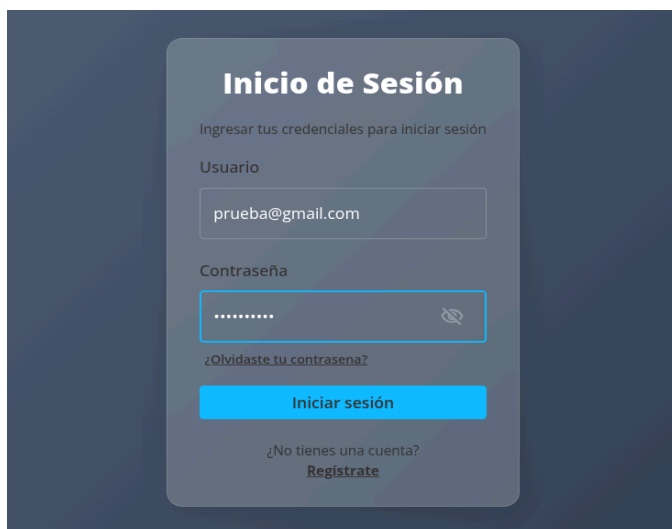 Inicio de Sesión
Ingresar tus credenciales para iniciar sesión
Usuario
prueba@gmail.com
Contraseña
••••••••••
¿Olvidaste tu contrasena?
Iniciar sesión
¿No tienes una cuenta?
Regístrate